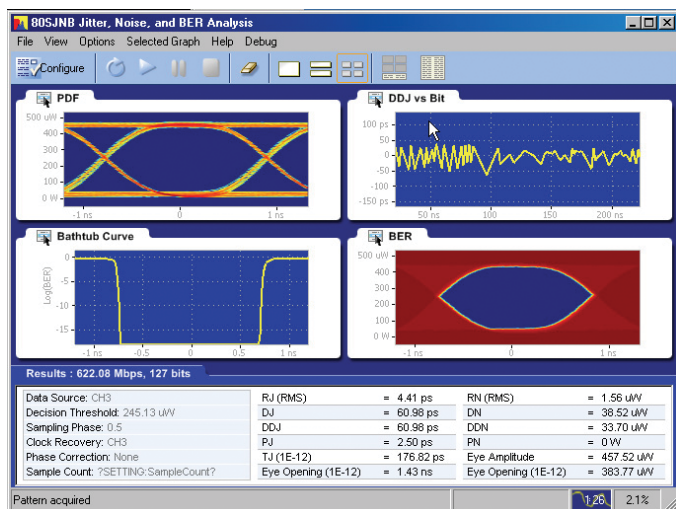 80SJNB Jitter, Noise, and BER Analysis
File View Options Selected Graph Help Debug
Configure
PDF
500 uW
400
300
200
100
0 W
-1 ns 0 1 ns
DDJ vs Bit
100 ps
50
0
-50
-100
-150 ps
50 ns 100 150 200 ns
Bathtub Curve
Log(BER)
0
-5
-10
-15
-1 ns -0.5 0 0.5 1 ns
BER
500 uW
400
300
200
100
0 W
-1 ns 0 1 ns
Results : 622.08 Mbps, 127 bits
Data Source: CH3
Decision Threshold: 245.13 uW
Sampling Phase: 0.5
Clock Recovery: CH3
Phase Correction: None
Sample Count: ?SETTING:SampleCount?
RJ (RMS) = 4.41 ps
DJ = 60.98 ps
DDJ = 60.98 ps
PJ = 2.50 ps
TJ (1E-12) = 176.82 ps
Eye Opening (1E-12) = 1.43 ns
RN (RMS) = 1.56 uW
DN = 38.52 uW
DDN = 33.70 uW
PN = 0 W
Eye Amplitude = 457.52 uW
Eye Opening (1E-12) = 383.77 uW
Pattern acquired
1:26 2.1%